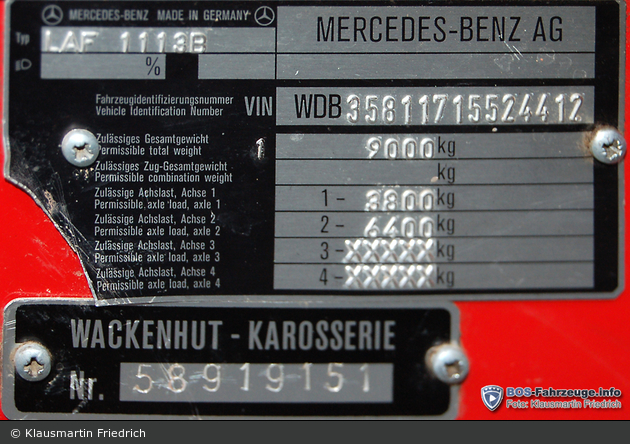 MERCEDES-BENZ MADE IN GERMANY
Typ LAF 1113B
MERCEDES-BENZ AG
%
Fahrzeugidentifizierungsnummer
Vehicle Identification Number
VIN WDB 35811715524412
Zulässiges Gesamtgewicht
Permissible total weight
1 9000 kg
Zulässiges Zug-Gesamtgewicht
Permissible combination weight
kg
Zulässige Achslast, Achse 1
Permissible axle load, axle 1
1 - 3800 kg
Zulässige Achslast, Achse 2
Permissible axle load, axle 2
2 - 6400 kg
Zulässige Achslast, Achse 3
Permissible axle load, axle 3
3 - XXXXX kg
Zulässige Achslast, Achse 4
Permissible axle load, axle 4
4 - XXXXX kg
WACKENHUT - KAROSSERIE
Nr. 58919151
BOS-Fahrzeuge.info
Foto: Klausmartin Friedrich
© Klausmartin Friedrich